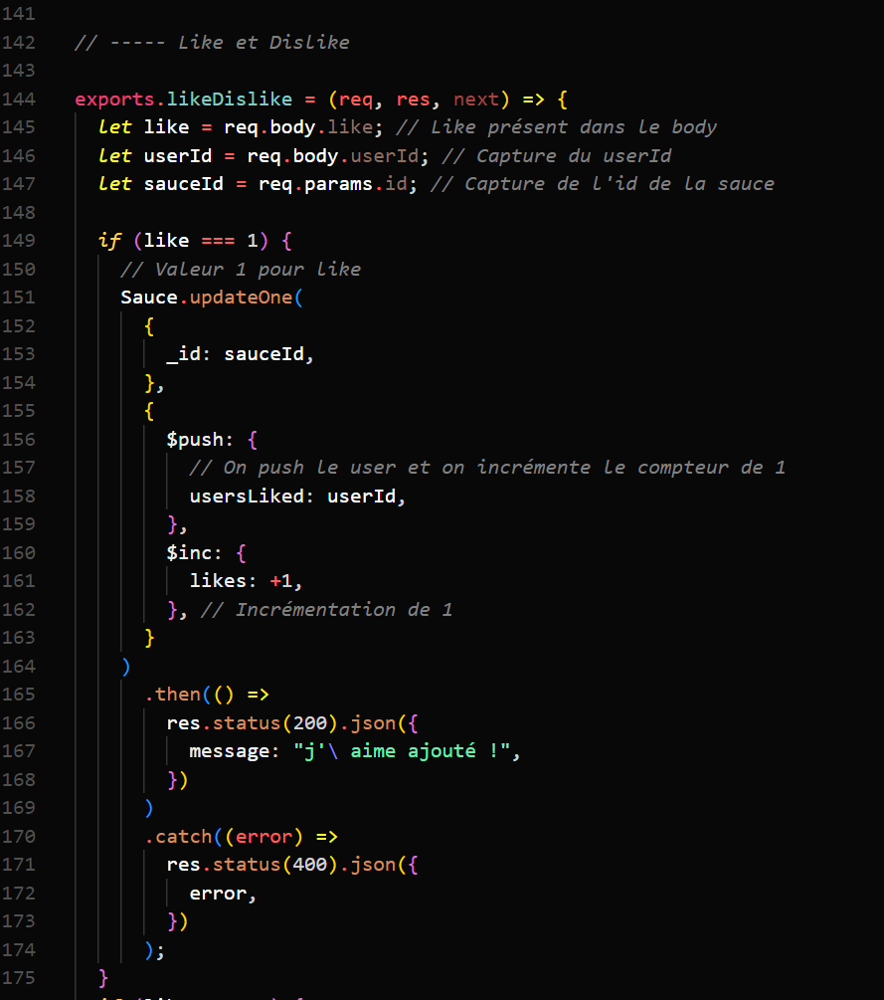 141
142 // ----- Like et Dislike
143
144 exports.likeDislike = (req, res, next) => {
145   let like = req.body.like; // Like présent dans le body
146   let userId = req.body.userId; // Capture du userId
147   let sauceId = req.params.id; // Capture de l'id de la sauce
148
149   if (like === 1) {
150     // Valeur 1 pour like
151     Sauce.updateOne(
152       {
153         _id: sauceId,
154       },
155       {
156         $push: {
157           // On push le user et on incrémente le compteur de 1
158           usersLiked: userId,
159         },
160         $inc: {
161           likes: +1,
162         }, // Incrémentation de 1
163       }
164     )
165       .then(() =>
166         res.status(200).json({
167           message: "j'\ aime ajouté !",
168         })
169       )
170       .catch((error) =>
171         res.status(400).json({
172           error,
173         })
174       );
175   }